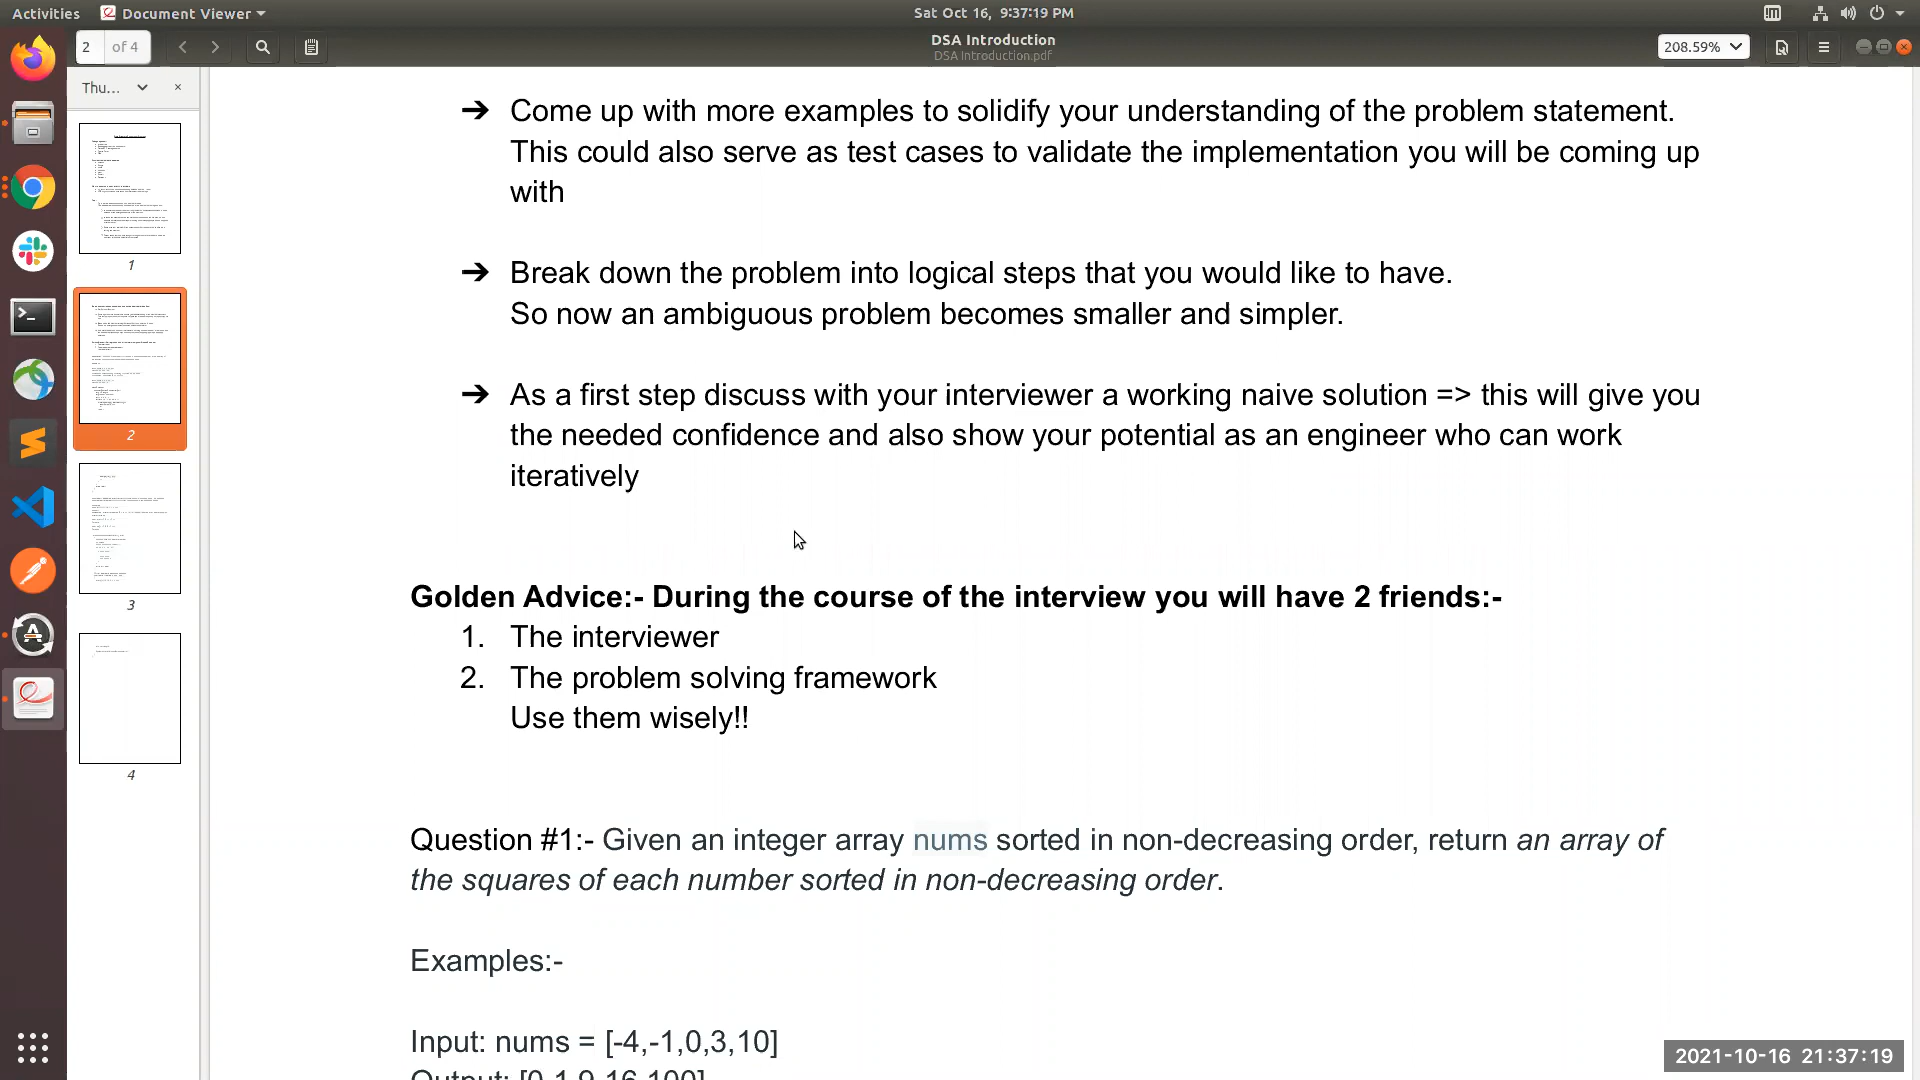 Activities Document Viewer Sat Oct 16, 9:37:19 PM
2 of 4 DSA Introduction 208.59%
DSA Introduction.pdf
Thu...
1
2
3
4
➔ Come up with more examples to solidify your understanding of the problem statement.
This could also serve as test cases to validate the implementation you will be coming up
with
➔ Break down the problem into logical steps that you would like to have.
So now an ambiguous problem becomes smaller and simpler.
➔ As a first step discuss with your interviewer a working naive solution => this will give you
the needed confidence and also show your potential as an engineer who can work
iteratively
Golden Advice:- During the course of the interview you will have 2 friends:-
1. The interviewer
2. The problem solving framework
Use them wisely!!
Question #1:- Given an integer array nums sorted in non-decreasing order, return an array of
the squares of each number sorted in non-decreasing order.
Examples:-
Input: nums = [-4,-1,0,3,10]
Output: [0,1,9,16,100]
2021-10-16 21:37:19